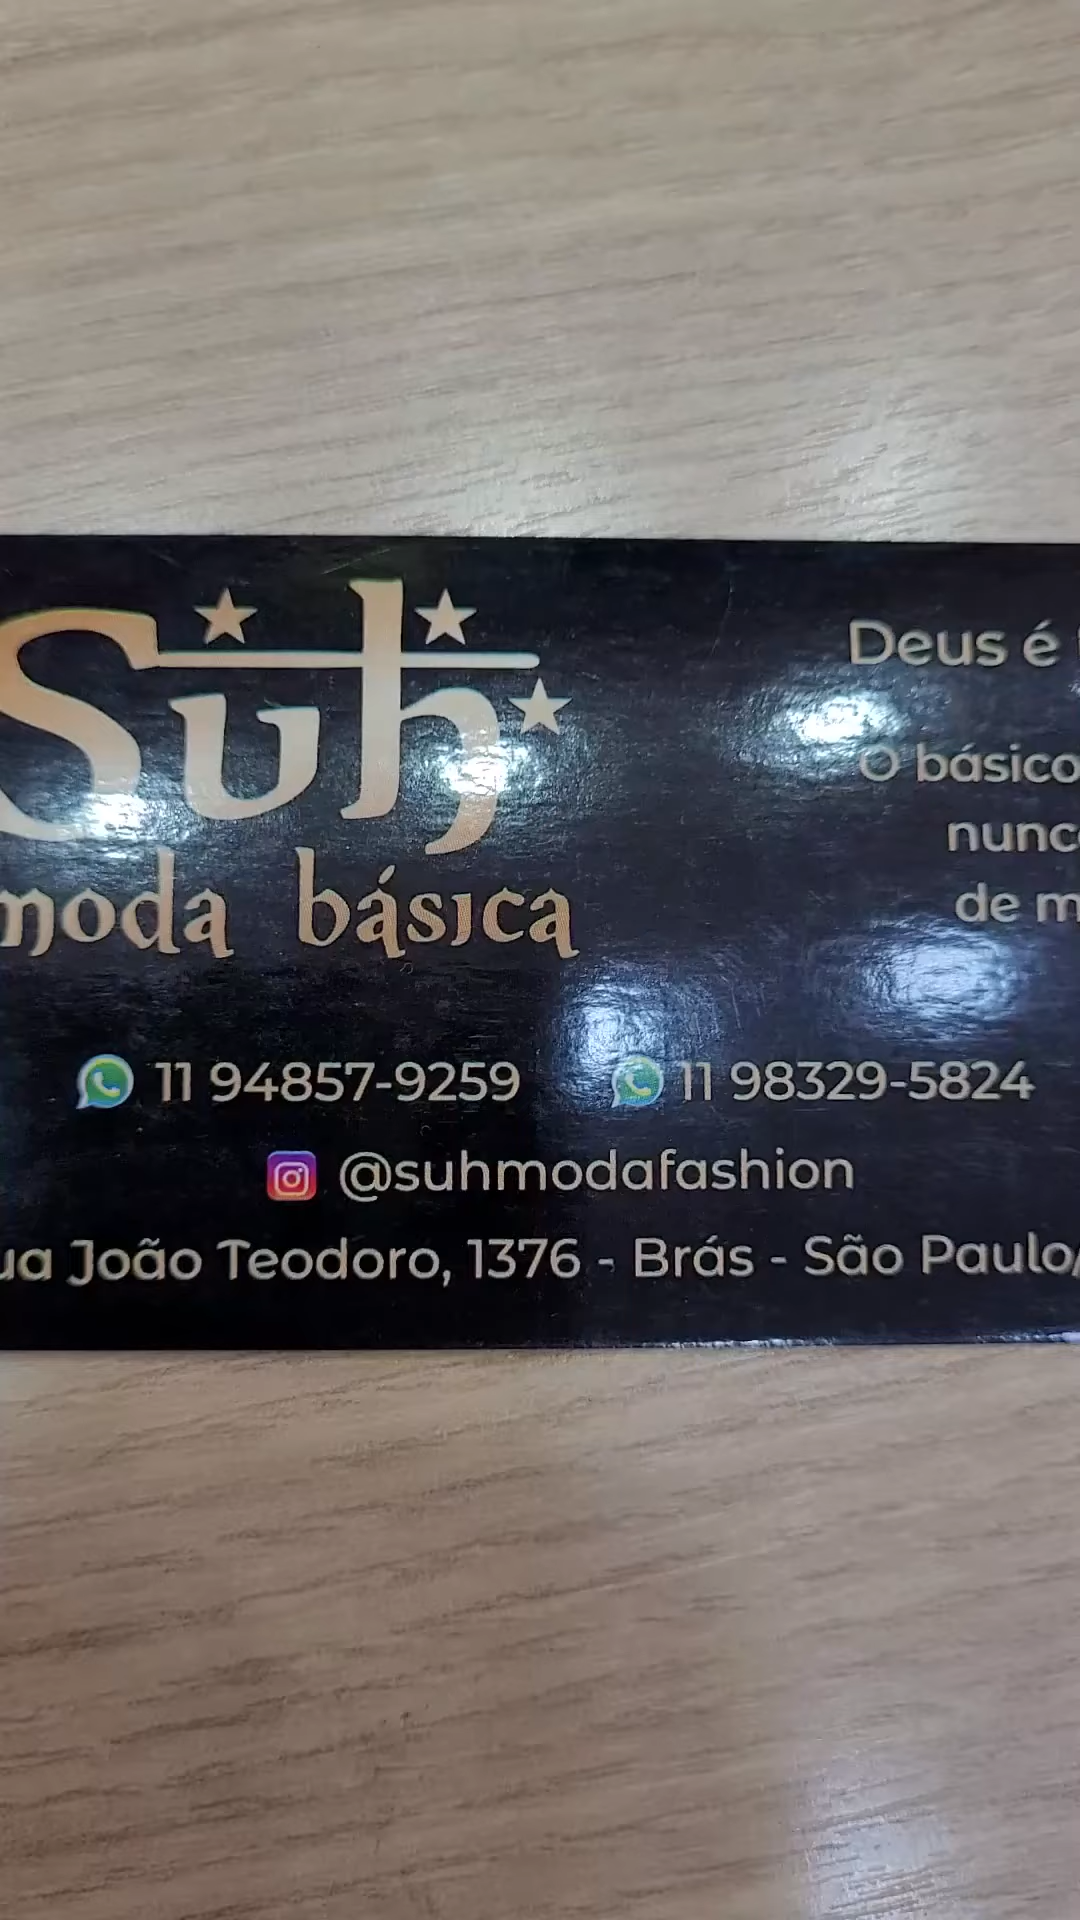 Suh
moda básica
Deus é
O básico
nunca
de m
11 94857-9259 11 98329-5824
@suhmodafashion
ua João Teodoro, 1376 - Brás - São Paulo/